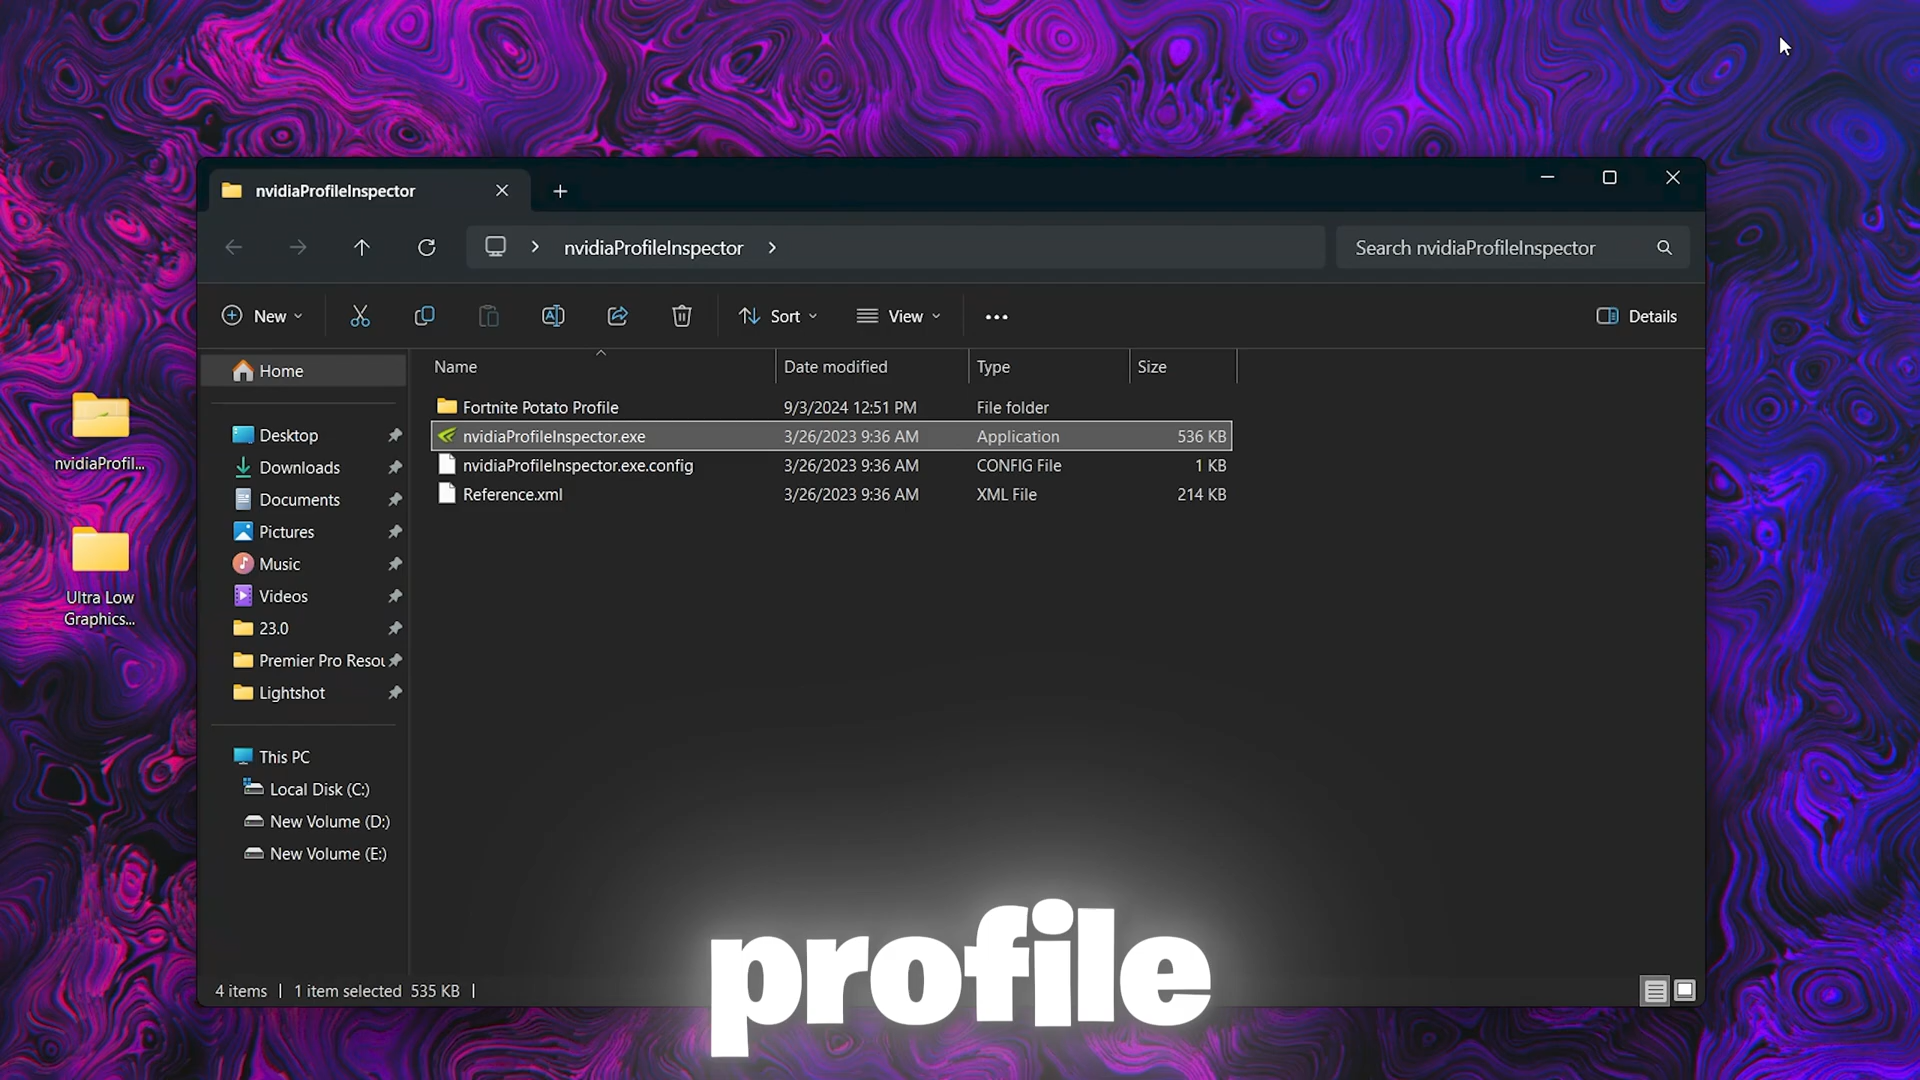 nvidiaProfileInspector
nvidiaProfileInspector
Search nvidiaProfileInspector
New
Sort
View
Details
Home
Desktop
Downloads
Documents
Pictures
Music
Videos
23.0
Premier Pro Resou
Lightshot
This PC
Local Disk (C:)
New Volume (D:)
New Volume (E:)
Name Date modified Type Size
Fortnite Potato Profile 9/3/2024 12:51 PM File folder
nvidiaProfileInspector.exe 3/26/2023 9:36 AM Application 536 KB
nvidiaProfileInspector.exe.config 3/26/2023 9:36 AM CONFIG File 1 KB
Reference.xml 3/26/2023 9:36 AM XML File 214 KB
nvidiaProfil...
Ultra Low
Graphics...
4 items 1 item selected 535 KB
profile